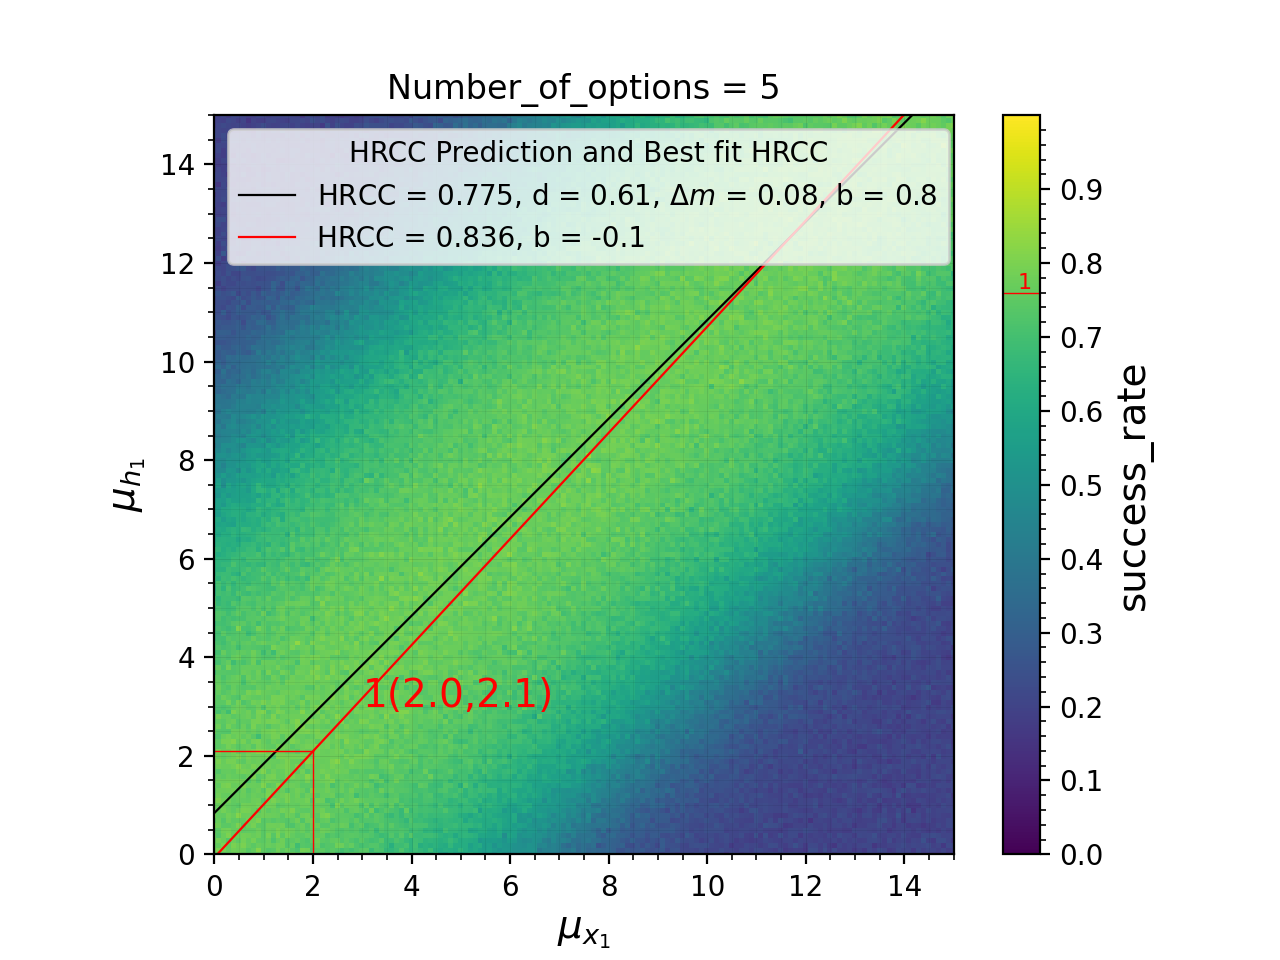 Number_of_options = 5
HRCC Prediction and Best fit HRCC
HRCC = 0.775, d = 0.61, Δm = 0.08, b = 0.8
HRCC = 0.836, b = -0.1
14
12
10
8
6
4
2
0
μh1
1(2.0,2.1)
0 2 4 6 8 10 12 14
μx1
1
0.9
0.8
0.7
0.6
0.5
0.4
0.3
0.2
0.1
0.0
success_rate